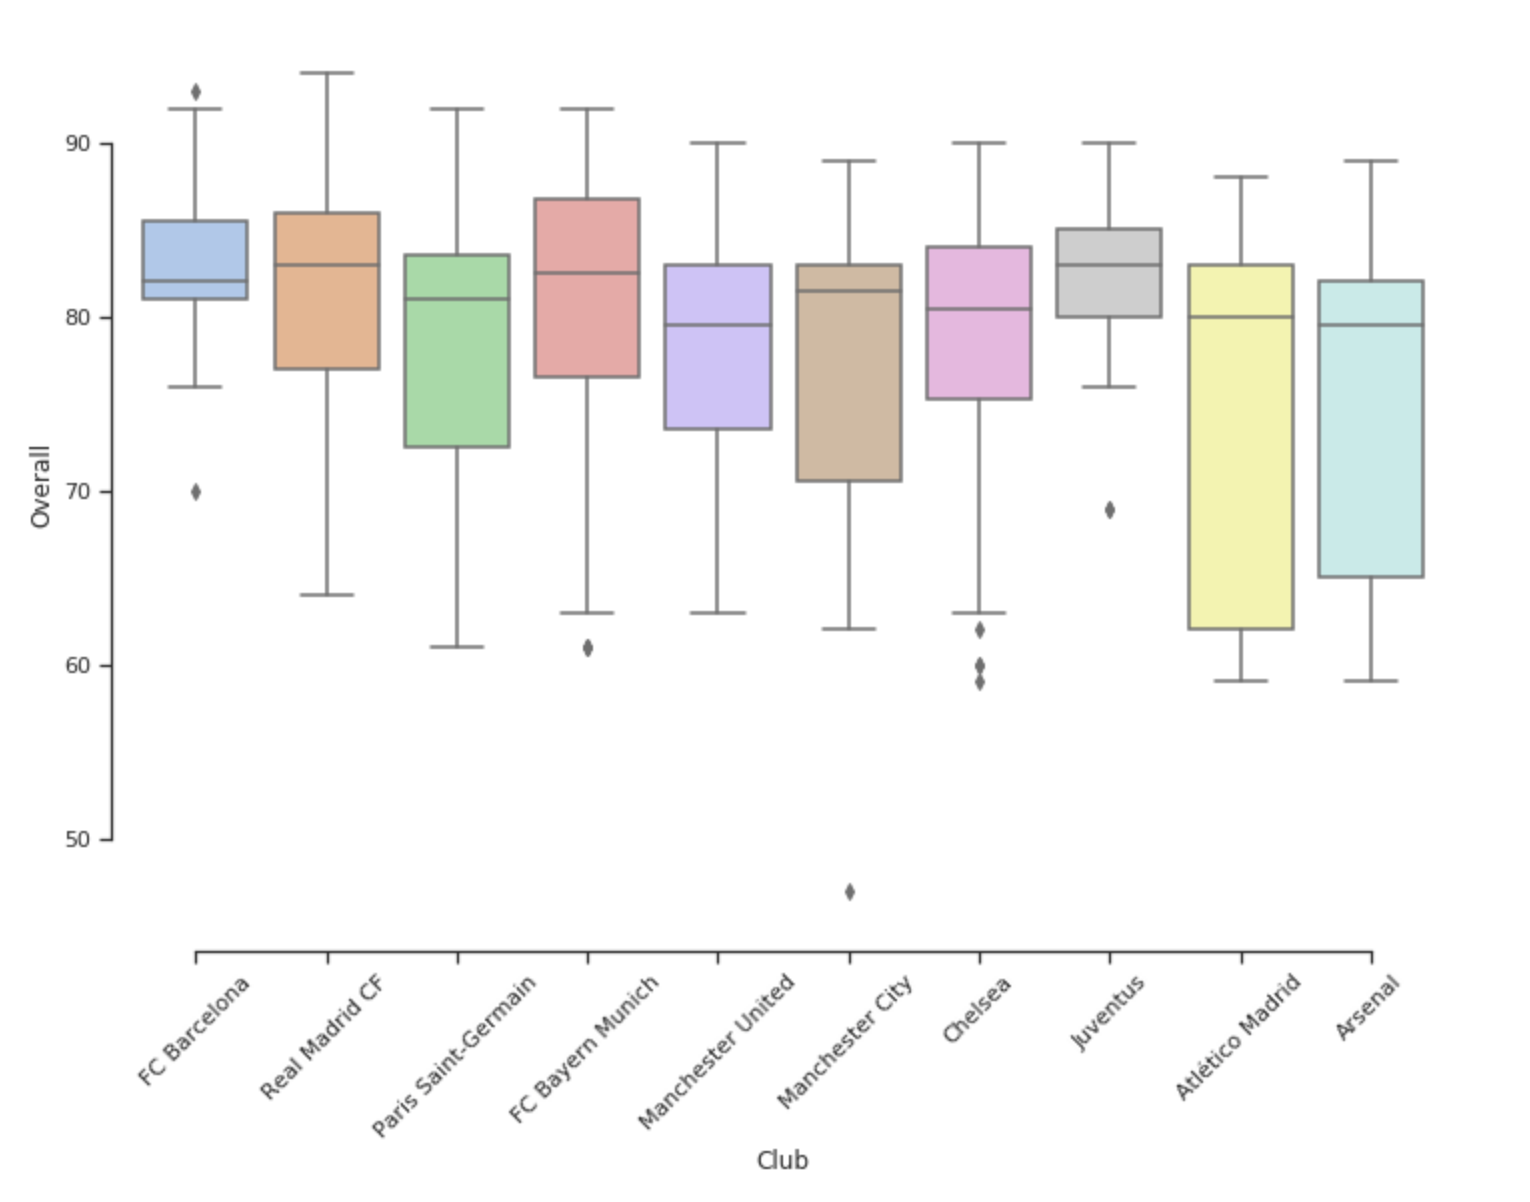 90
80
70
60
50
Overall
FC Barcelona
Real Madrid CF
Paris Saint-Germain
FC Bayern Munich
Manchester United
Manchester City
Chelsea
Juventus
Atlético Madrid
Arsenal
Club